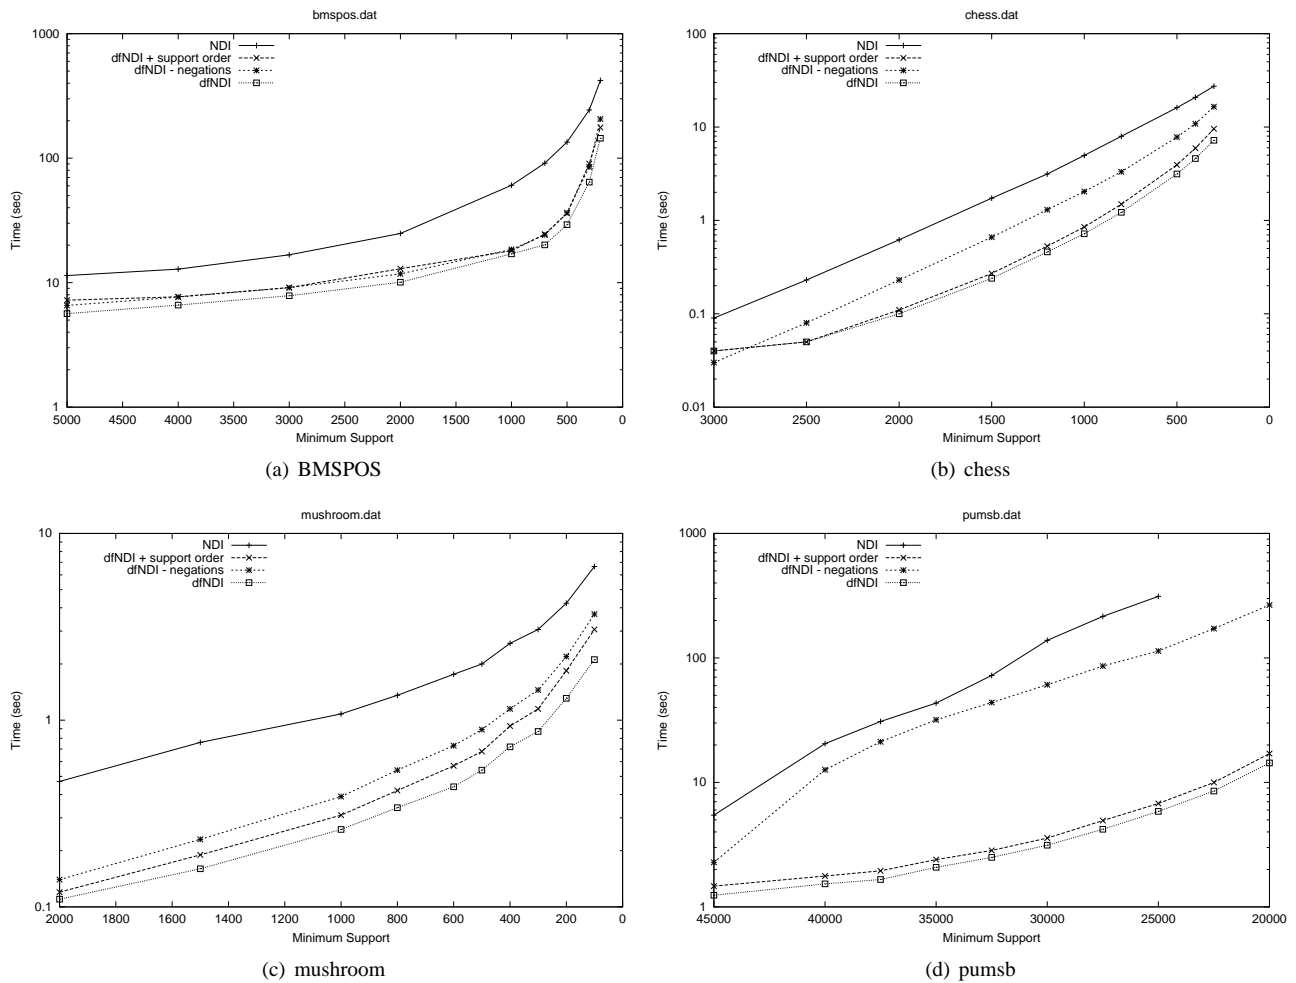 bmspos.dat
NDI
dfNDI + support order
dfNDI - negations
dfNDI
Time (sec)
1000
100
10
1
5000 4500 4000 3500 3000 2500 2000 1500 1000 500 0
Minimum Support
(a) BMSPOS
chess.dat
NDI
dfNDI + support order
dfNDI - negations
dfNDI
Time (sec)
100
10
1
0.1
0.01
3000 2500 2000 1500 1000 500 0
Minimum Support
(b) chess
mushroom.dat
NDI
dfNDI + support order
dfNDI - negations
dfNDI
Time (sec)
10
1
0.1
2000 1800 1600 1400 1200 1000 800 600 400 200 0
Minimum Support
(c) mushroom
pumsb.dat
NDI
dfNDI + support order
dfNDI - negations
dfNDI
Time (sec)
1000
100
10
1
45000 40000 35000 30000 25000 20000
Minimum Support
(d) pumsb